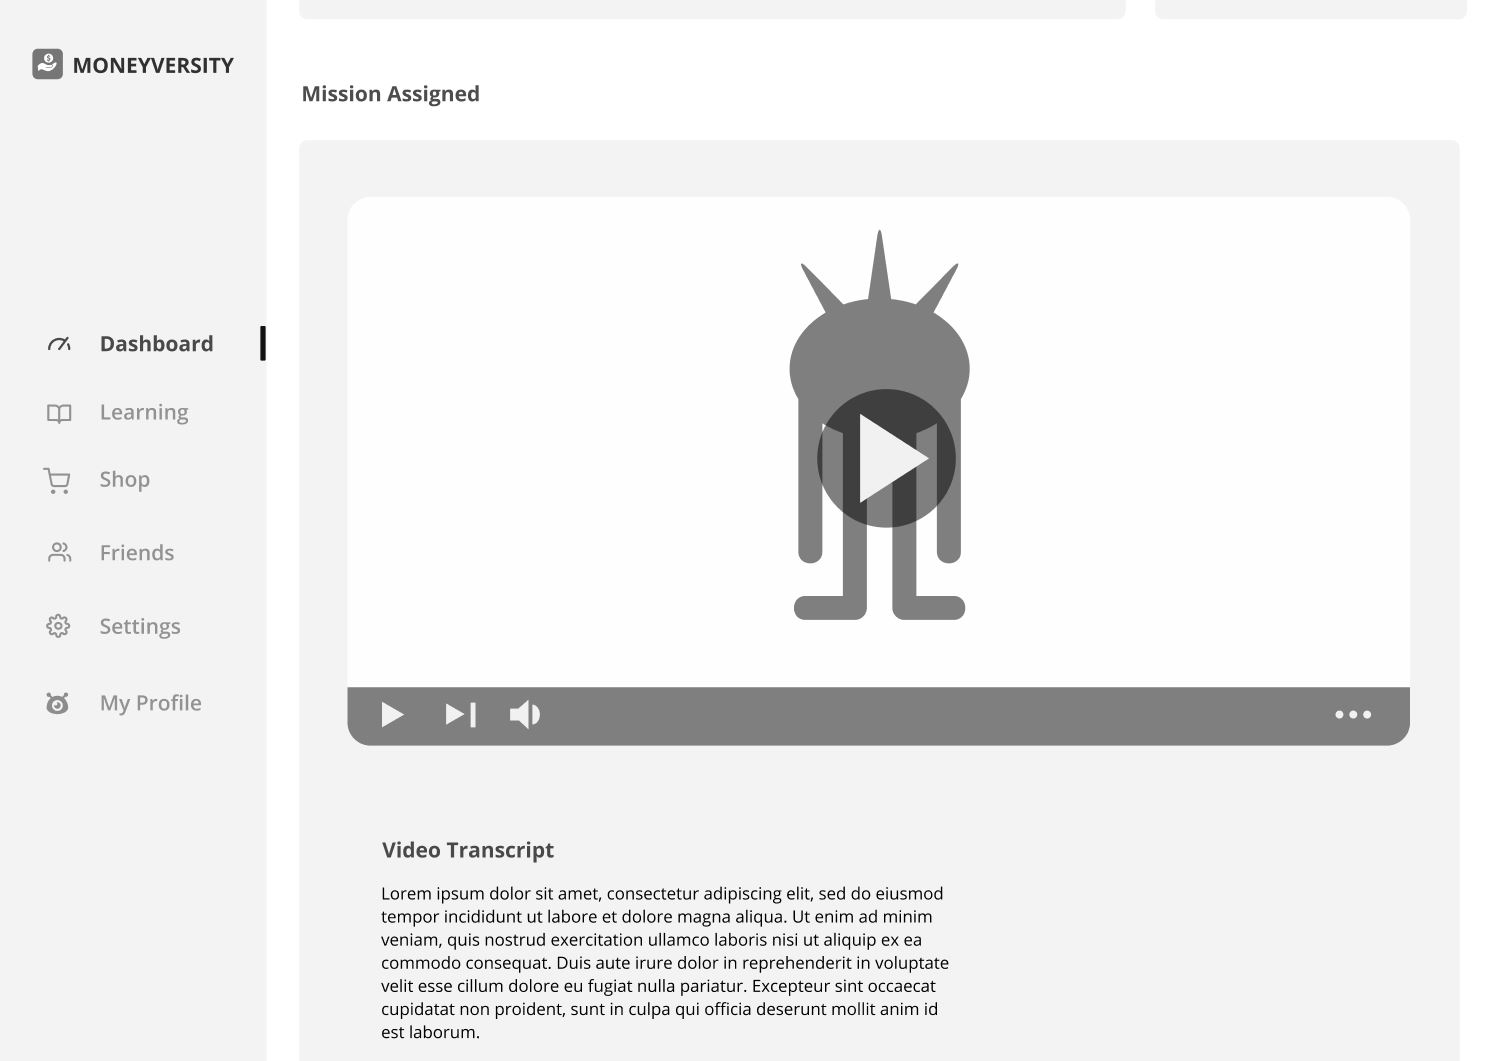 MONEYVERSITY
Dashboard
Learning
Shop
Friends
Settings
My Profile
Mission Assigned
Video Transcript
Lorem ipsum dolor sit amet, consectetur adipiscing elit, sed do eiusmod
tempor incididunt ut labore et dolore magna aliqua. Ut enim ad minim
veniam, quis nostrud exercitation ullamco laboris nisi ut aliquip ex ea
commodo consequat. Duis aute irure dolor in reprehenderit in voluptate
velit esse cillum dolore eu fugiat nulla pariatur. Excepteur sint occaecat
cupidatat non proident, sunt in culpa qui officia deserunt mollit anim id
est laborum.